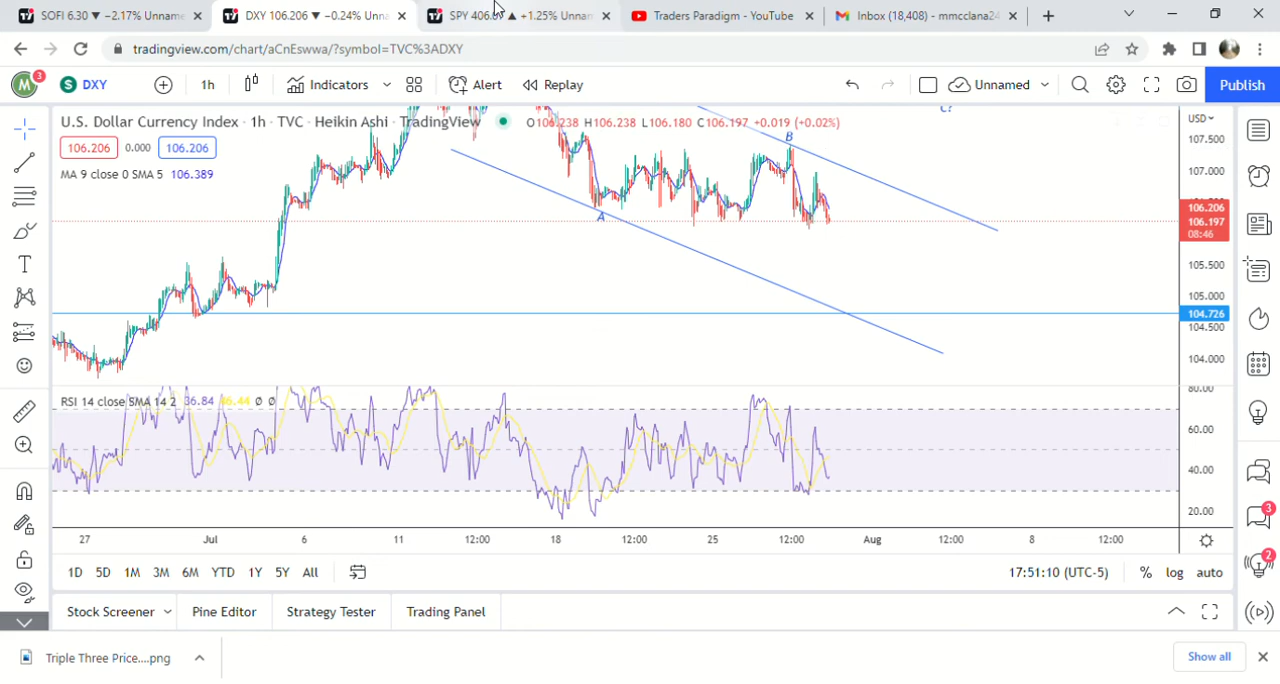 SOFI 6.30 ▼ −2.17% Unname
DXY 106.206 ▼ −0.24% Unna
SPY 406. ▲ +1.25% Unnam
Traders Paradigm - YouTube
Inbox (18,408) - mmcclana24
tradingview.com/chart/aCnEswwa/?symbol=TVC%3ADXY
M 3 S DXY 1h Indicators Alert Replay Unnamed Publish
U.S. Dollar Currency Index · 1h · TVC · Heikin Ashi · TradingView O106.238 H106.238 L106.180 C106.197 +0.019 (+0.02%)
C?
USD
106.206 0.000 106.206
MA 9 close 0 SMA 5 106.389
A
B
107.500
107.000
106.206
106.197
08:46
105.500
105.000
104.726
104.500
104.000
RSI 14 close SMA 14 2 36.84 46.44 Ø Ø
80.00
60.00
40.00
20.00
27 Jul 6 11 12:00 18 12:00 25 12:00 Aug 12:00 8 12:00
1D 5D 1M 3M 6M YTD 1Y 5Y All 17:51:10 (UTC-5) % log auto
3
2
Stock Screener Pine Editor Strategy Tester Trading Panel
Triple Three Price....png Show all